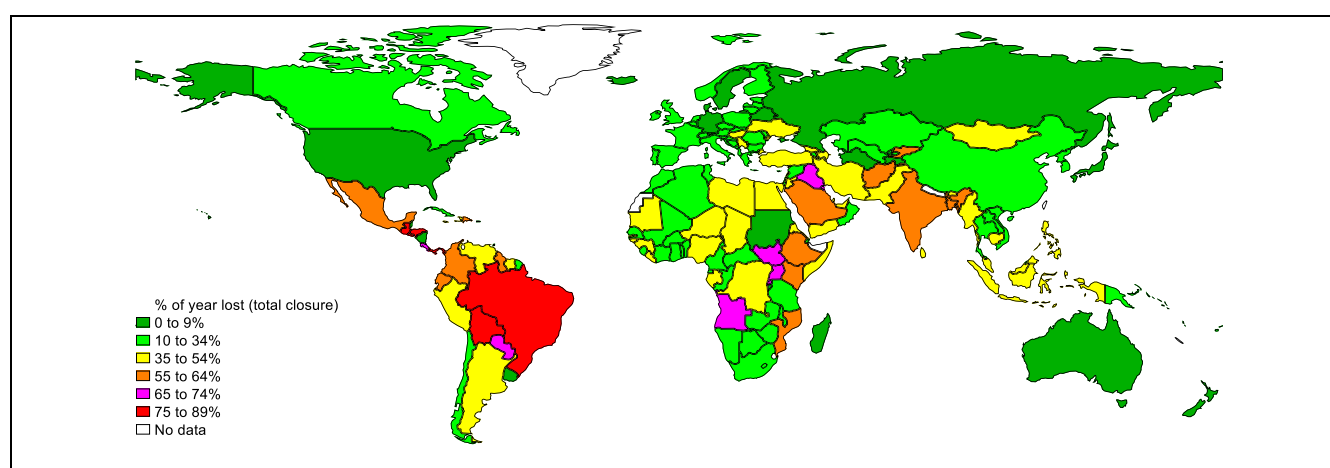 % of year lost (total closure)
0 to 9%
10 to 34%
35 to 54%
55 to 64%
65 to 74%
75 to 89%
No data